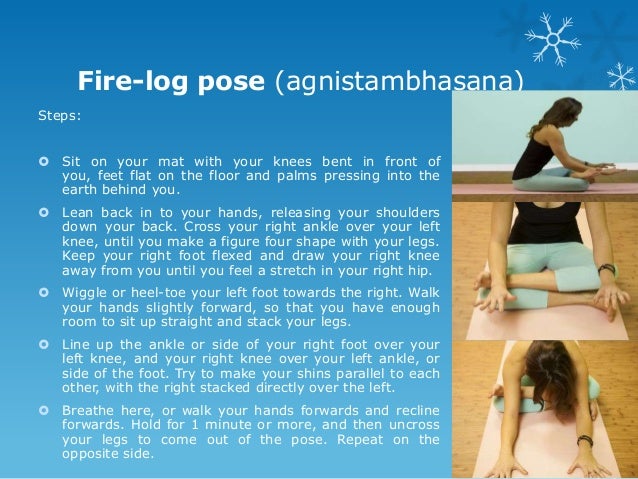 Fire-log pose (agnistambhasana)
Steps:
Sit on your mat with your knees bent in front of
you, feet flat on the floor and palms pressing into the
earth behind you.
Lean back in to your hands, releasing your shoulders
down your back. Cross your right ankle over your left
knee, until you make a figure four shape with your legs.
Keep your right foot flexed and draw your right knee
away from you until you feel a stretch in your right hip.
Wiggle or heel-toe your left foot towards the right. Walk
your hands slightly forward, so that you have enough
room to sit up straight and stack your legs.
Line up the ankle or side of your right foot over your
left knee, and your right knee over your left ankle, or
side of the foot. Try to make your shins parallel to each
other, with the right stacked directly over the left.
Breathe here, or walk your hands forwards and recline
forwards. Hold for 1 minute or more, and then uncross
your legs to come out of the pose. Repeat on the
opposite side.